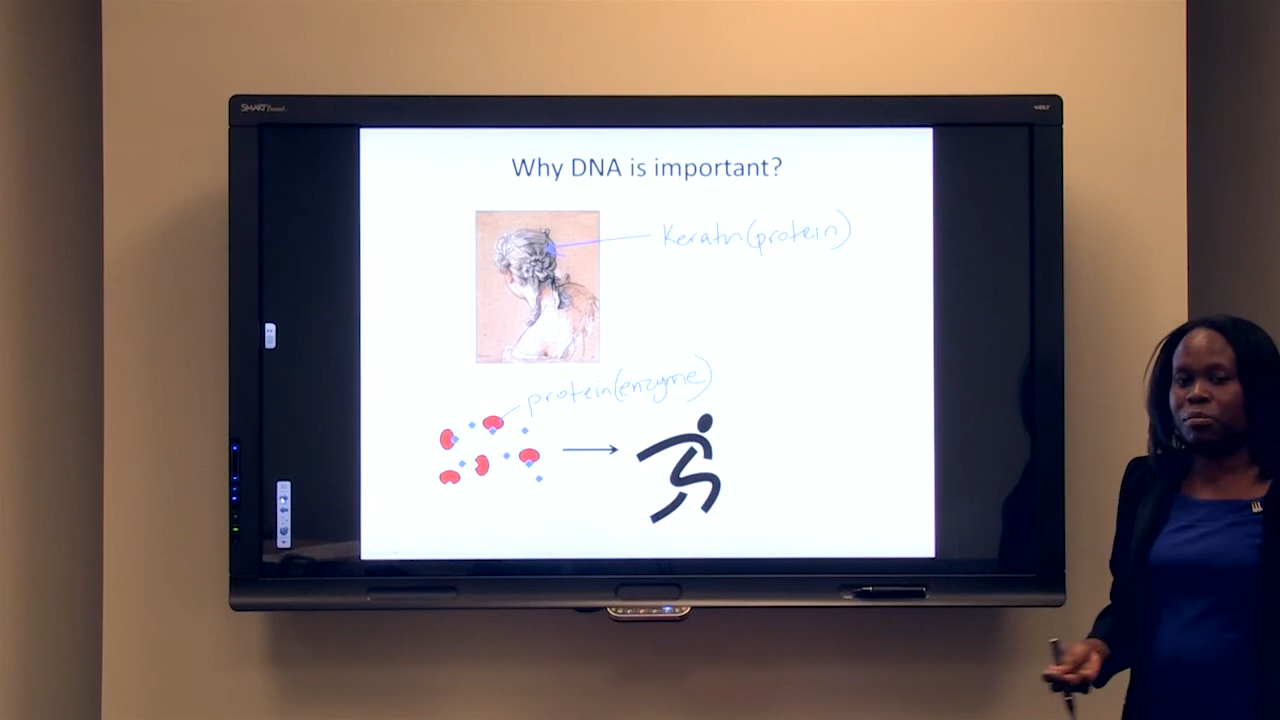 SMART Board
Why DNA is important?
Keratin(protein)
protein(enzyme)